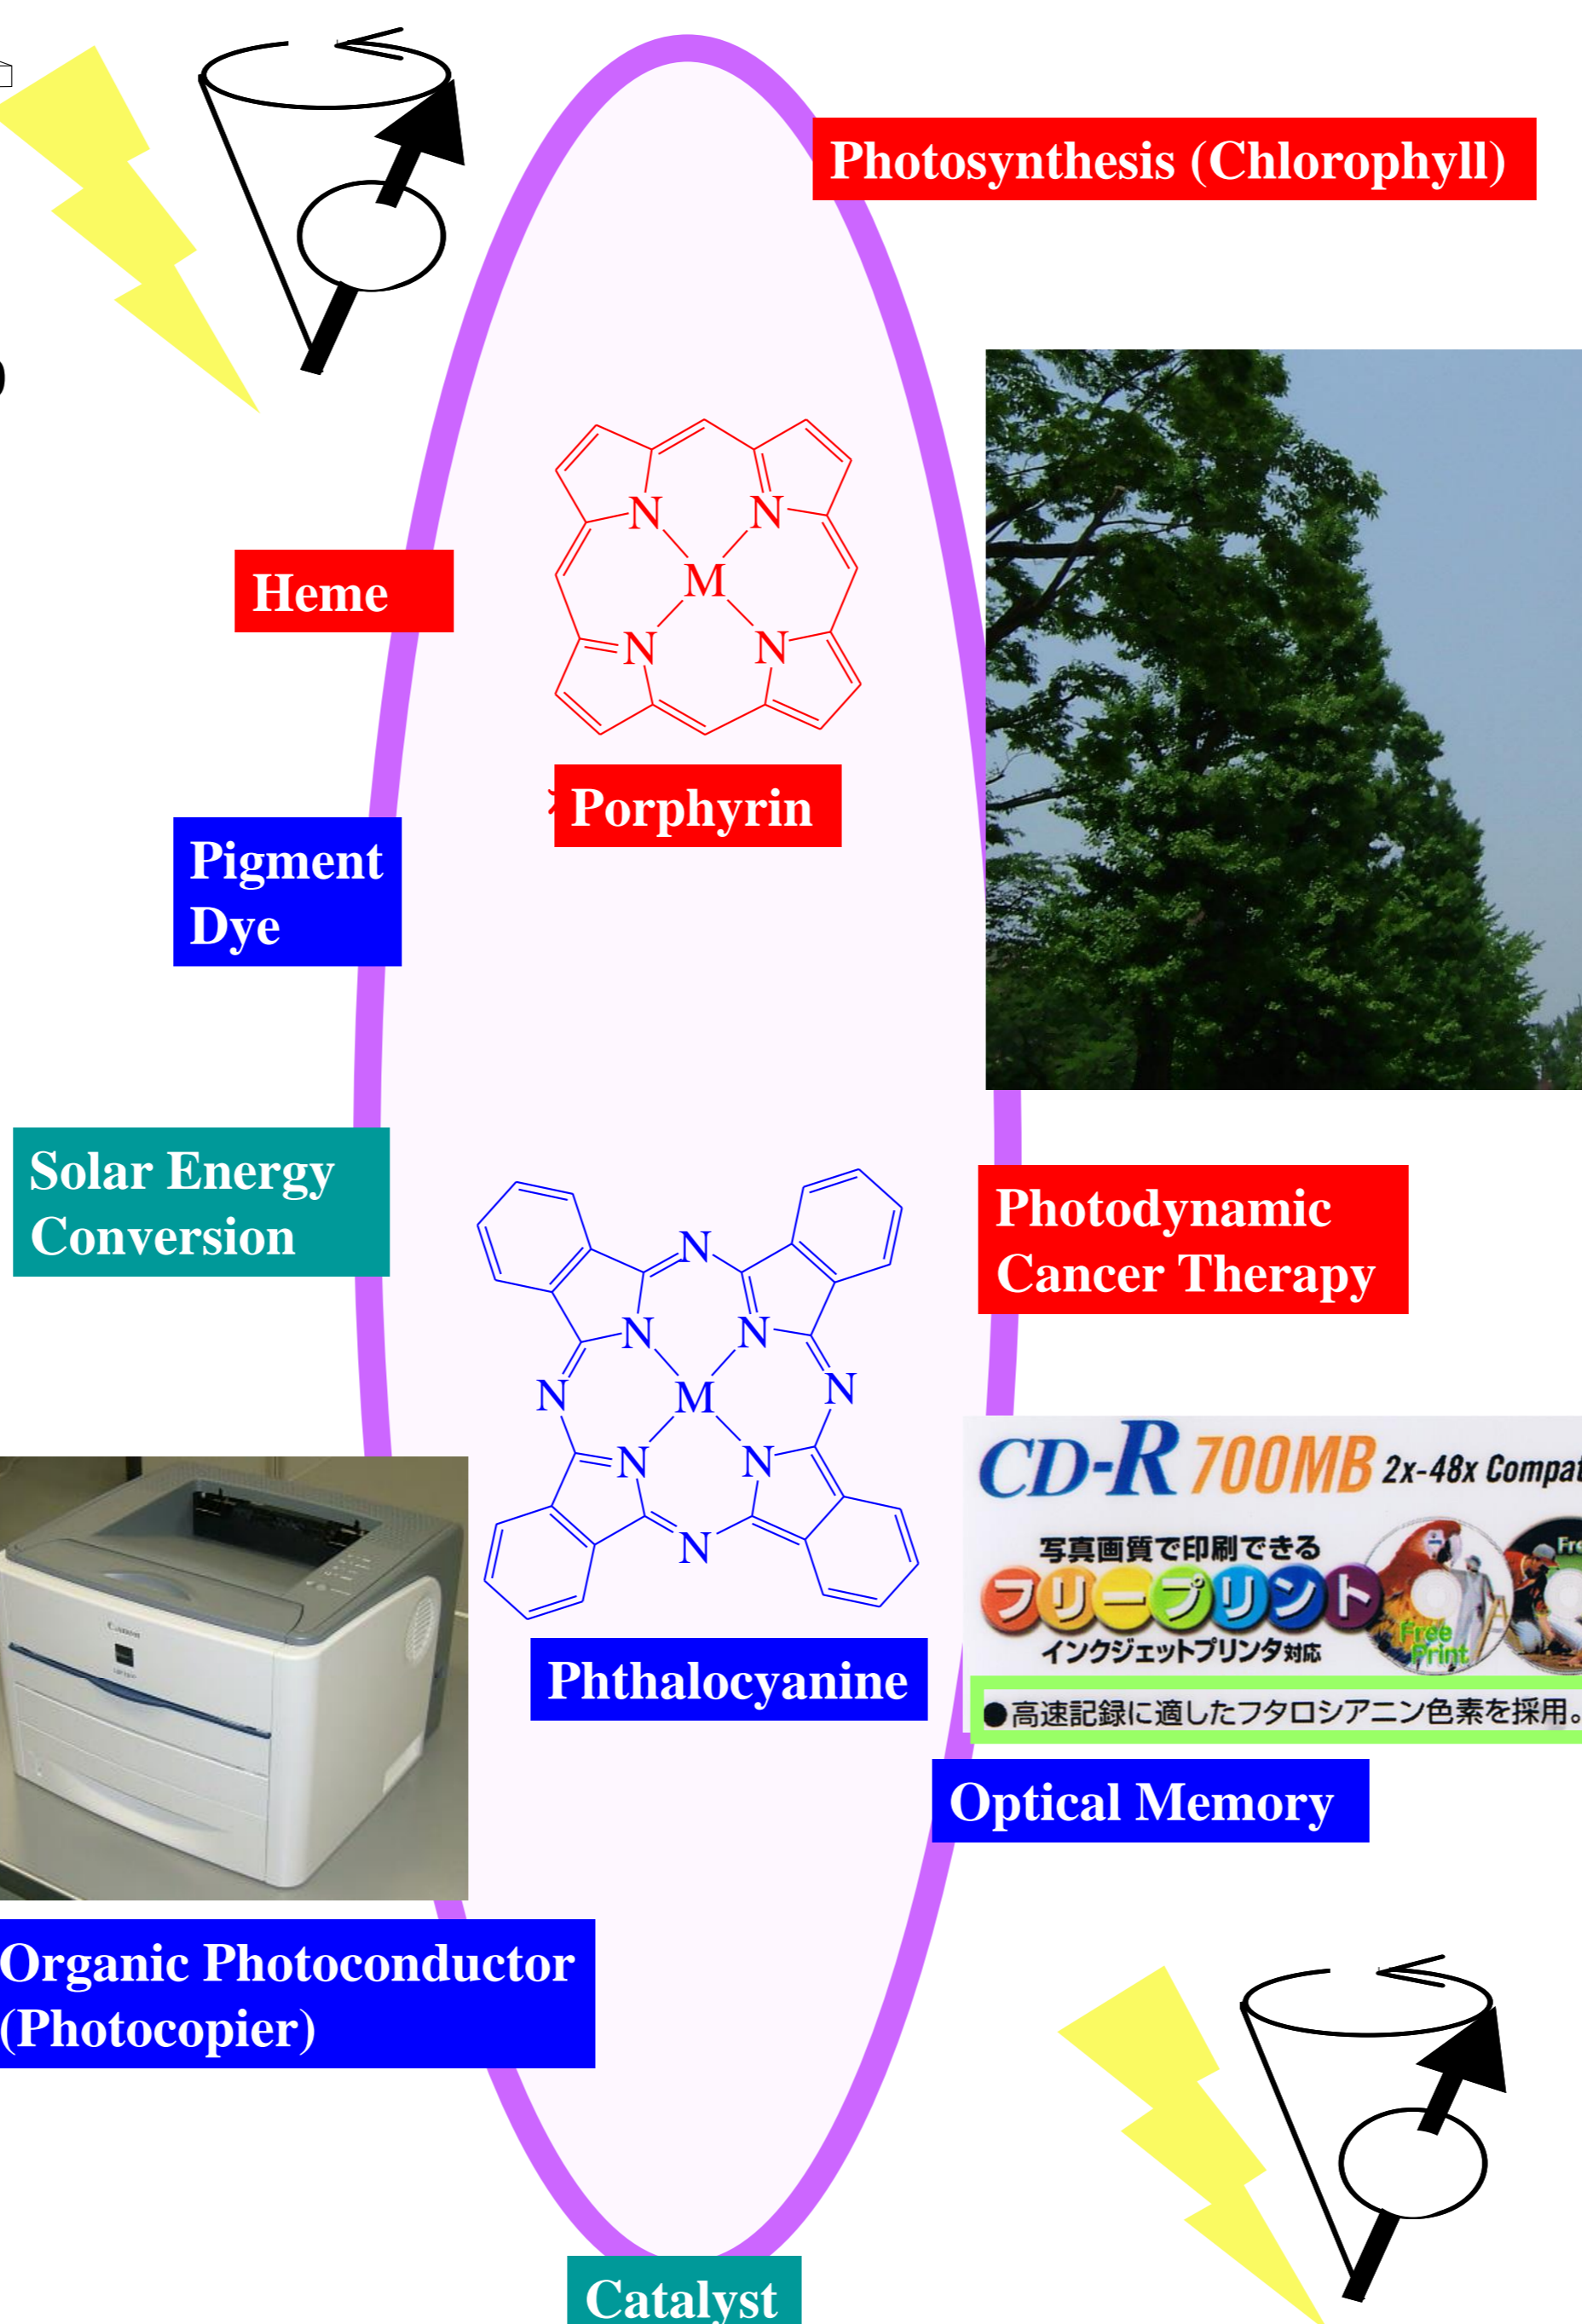 Photosynthesis (Chlorophyll)
N
N
M
N
N
Heme
Porphyrin
Pigment
Dye
Solar Energy
Conversion
Photodynamic
Cancer Therapy
N
N
N
N
M
N
N
N
N
CD-R 700MB 2x-48x
写真画質で印刷できる
フリープリント
インクジェットプリンタ対応
Free
Print
●高速記録に適したフタロシアニン色素を採用。
Canon
Phthalocyanine
Optical Memory
Organic Photoconductor
(Photocopier)
Catalyst